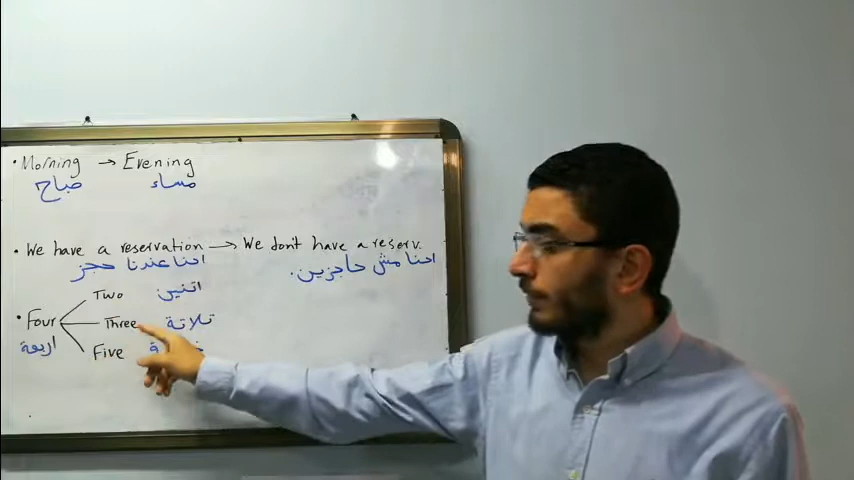 • Morning → Evening
صباح مساء
• We have a reservation → We don't have a reserv.
احنا عندنا حجز احنا مش حاجزين.
Two اتنين
• Four Three تلاتة
اربعة Five